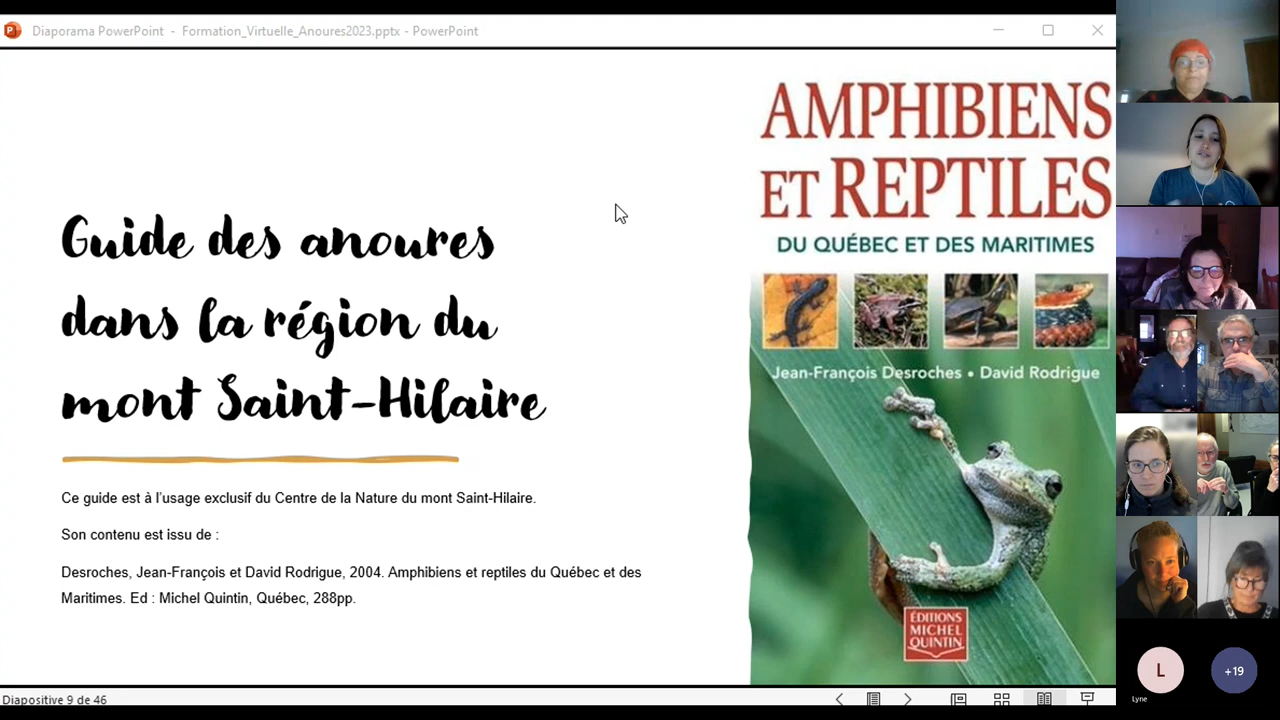 Diaporama PowerPoint - Formation_Virtuelle_Anoures2023.pptx - PowerPoint
Guide des anoures
dans la région du
mont Saint-Hilaire
Ce guide est à l'usage exclusif du Centre de la Nature du mont Saint-Hilaire.
Son contenu est issu de :
Desroches, Jean-François et David Rodrigue, 2004. Amphibiens et reptiles du Québec et des
Maritimes. Ed : Michel Quintin, Québec, 288pp.
AMPHIBIENS
ET REPTILES
DU QUÉBEC ET DES MARITIMES
Jean-François Desroches • David Rodrigue
ÉDITIONS
MICHEL
QUINTIN
L
+19
Lyne
Diapositive 9 de 46